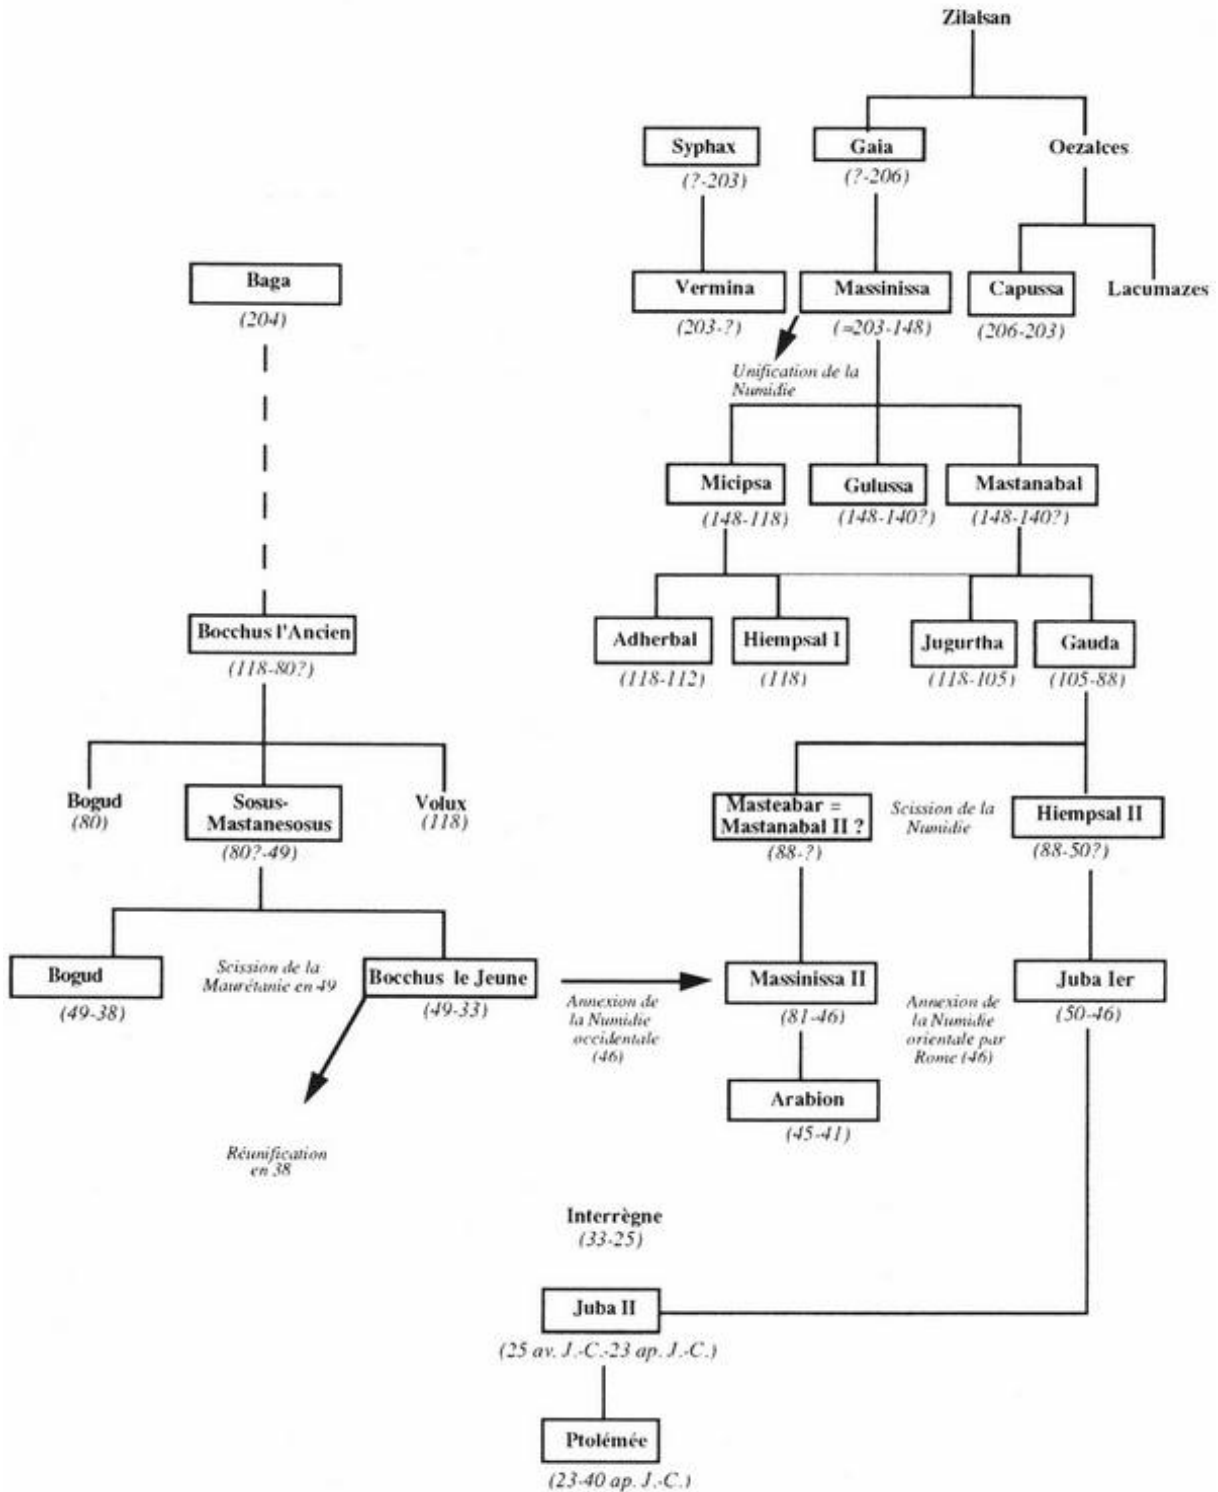 Zilalsan
Syphax
(?-203)
Gaia
(?-206)
Oezalces
Baga
(204)
Vermina
(203-?)
Massinissa
(=203-148)
Capussa
(206-203)
Lacumazes
Unification de la
Numidie
Micipsa
(148-118)
Gulussa
(148-140?)
Mastanabal
(148-140?)
Bocchus l'Ancien
(118-80?)
Adherbal
(118-112)
Hiempsal I
(118)
Jugurtha
(118-105)
Gauda
(105-88)
Bogud
(80)
Sosus-
Mastanesosus
(80?-49)
Volux
(118)
Masteabar =
Mastanabal II ?
(88-?)
Scission de la
Numidie
Hiempsal II
(88-50?)
Bogud
(49-38)
Scission de la
Maurétanie en 49
Bocchus le Jeune
(49-33)
Annexion de
la Numidie
occidentale
(46)
Massinissa II
(81-46)
Annexion de
la Numidie
orientale par
Rome (46)
Juba Ier
(50-46)
Arabion
(45-41)
Réunification
en 38
Interrègne
(33-25)
Juba II
(25 av. J.-C.-23 ap. J.-C.)
Ptolémée
(23-40 ap. J.-C.)